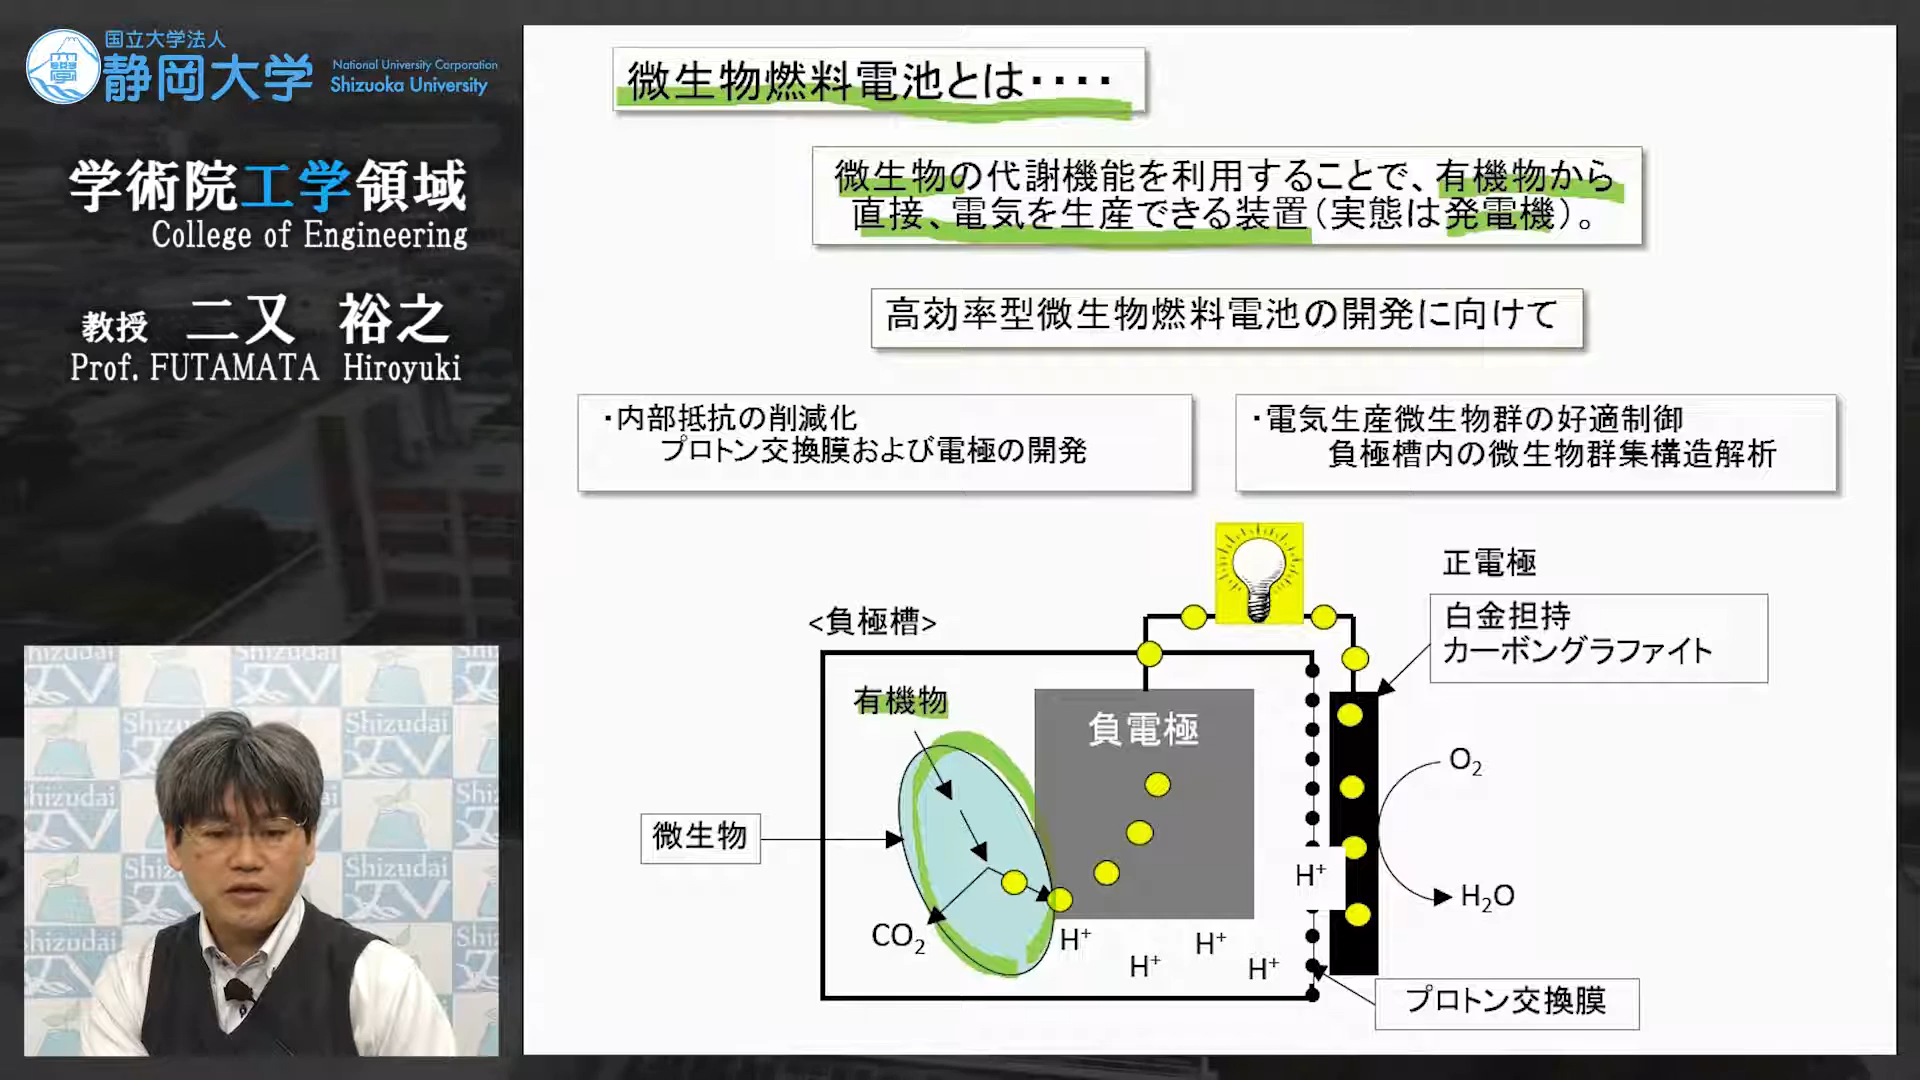 国立大学法人
静岡大学
National University Corporation
Shizuoka University
学術院工学領域
College of Engineering
教授 二又 裕之
Prof. FUTAMATA Hiroyuki
微生物燃料電池とは・・・・
微生物の代謝機能を利用することで、有機物から
直接、電気を生産できる装置(実態は発電機)。
高効率型微生物燃料電池の開発に向けて
・内部抵抗の削減化
プロトン交換膜および電極の開発
・電気生産微生物群の好適制御
負極槽内の微生物群集構造解析
正電極
白金担持
カーボングラファイト
<負極槽>
有機物
負電極
O₂
微生物
H⁺
H₂O
CO₂
H⁺
H⁺
H⁺
H⁺
プロトン交換膜
Shizudai
TV
Shizudai
Shizudai
Shizudai
Shizudai